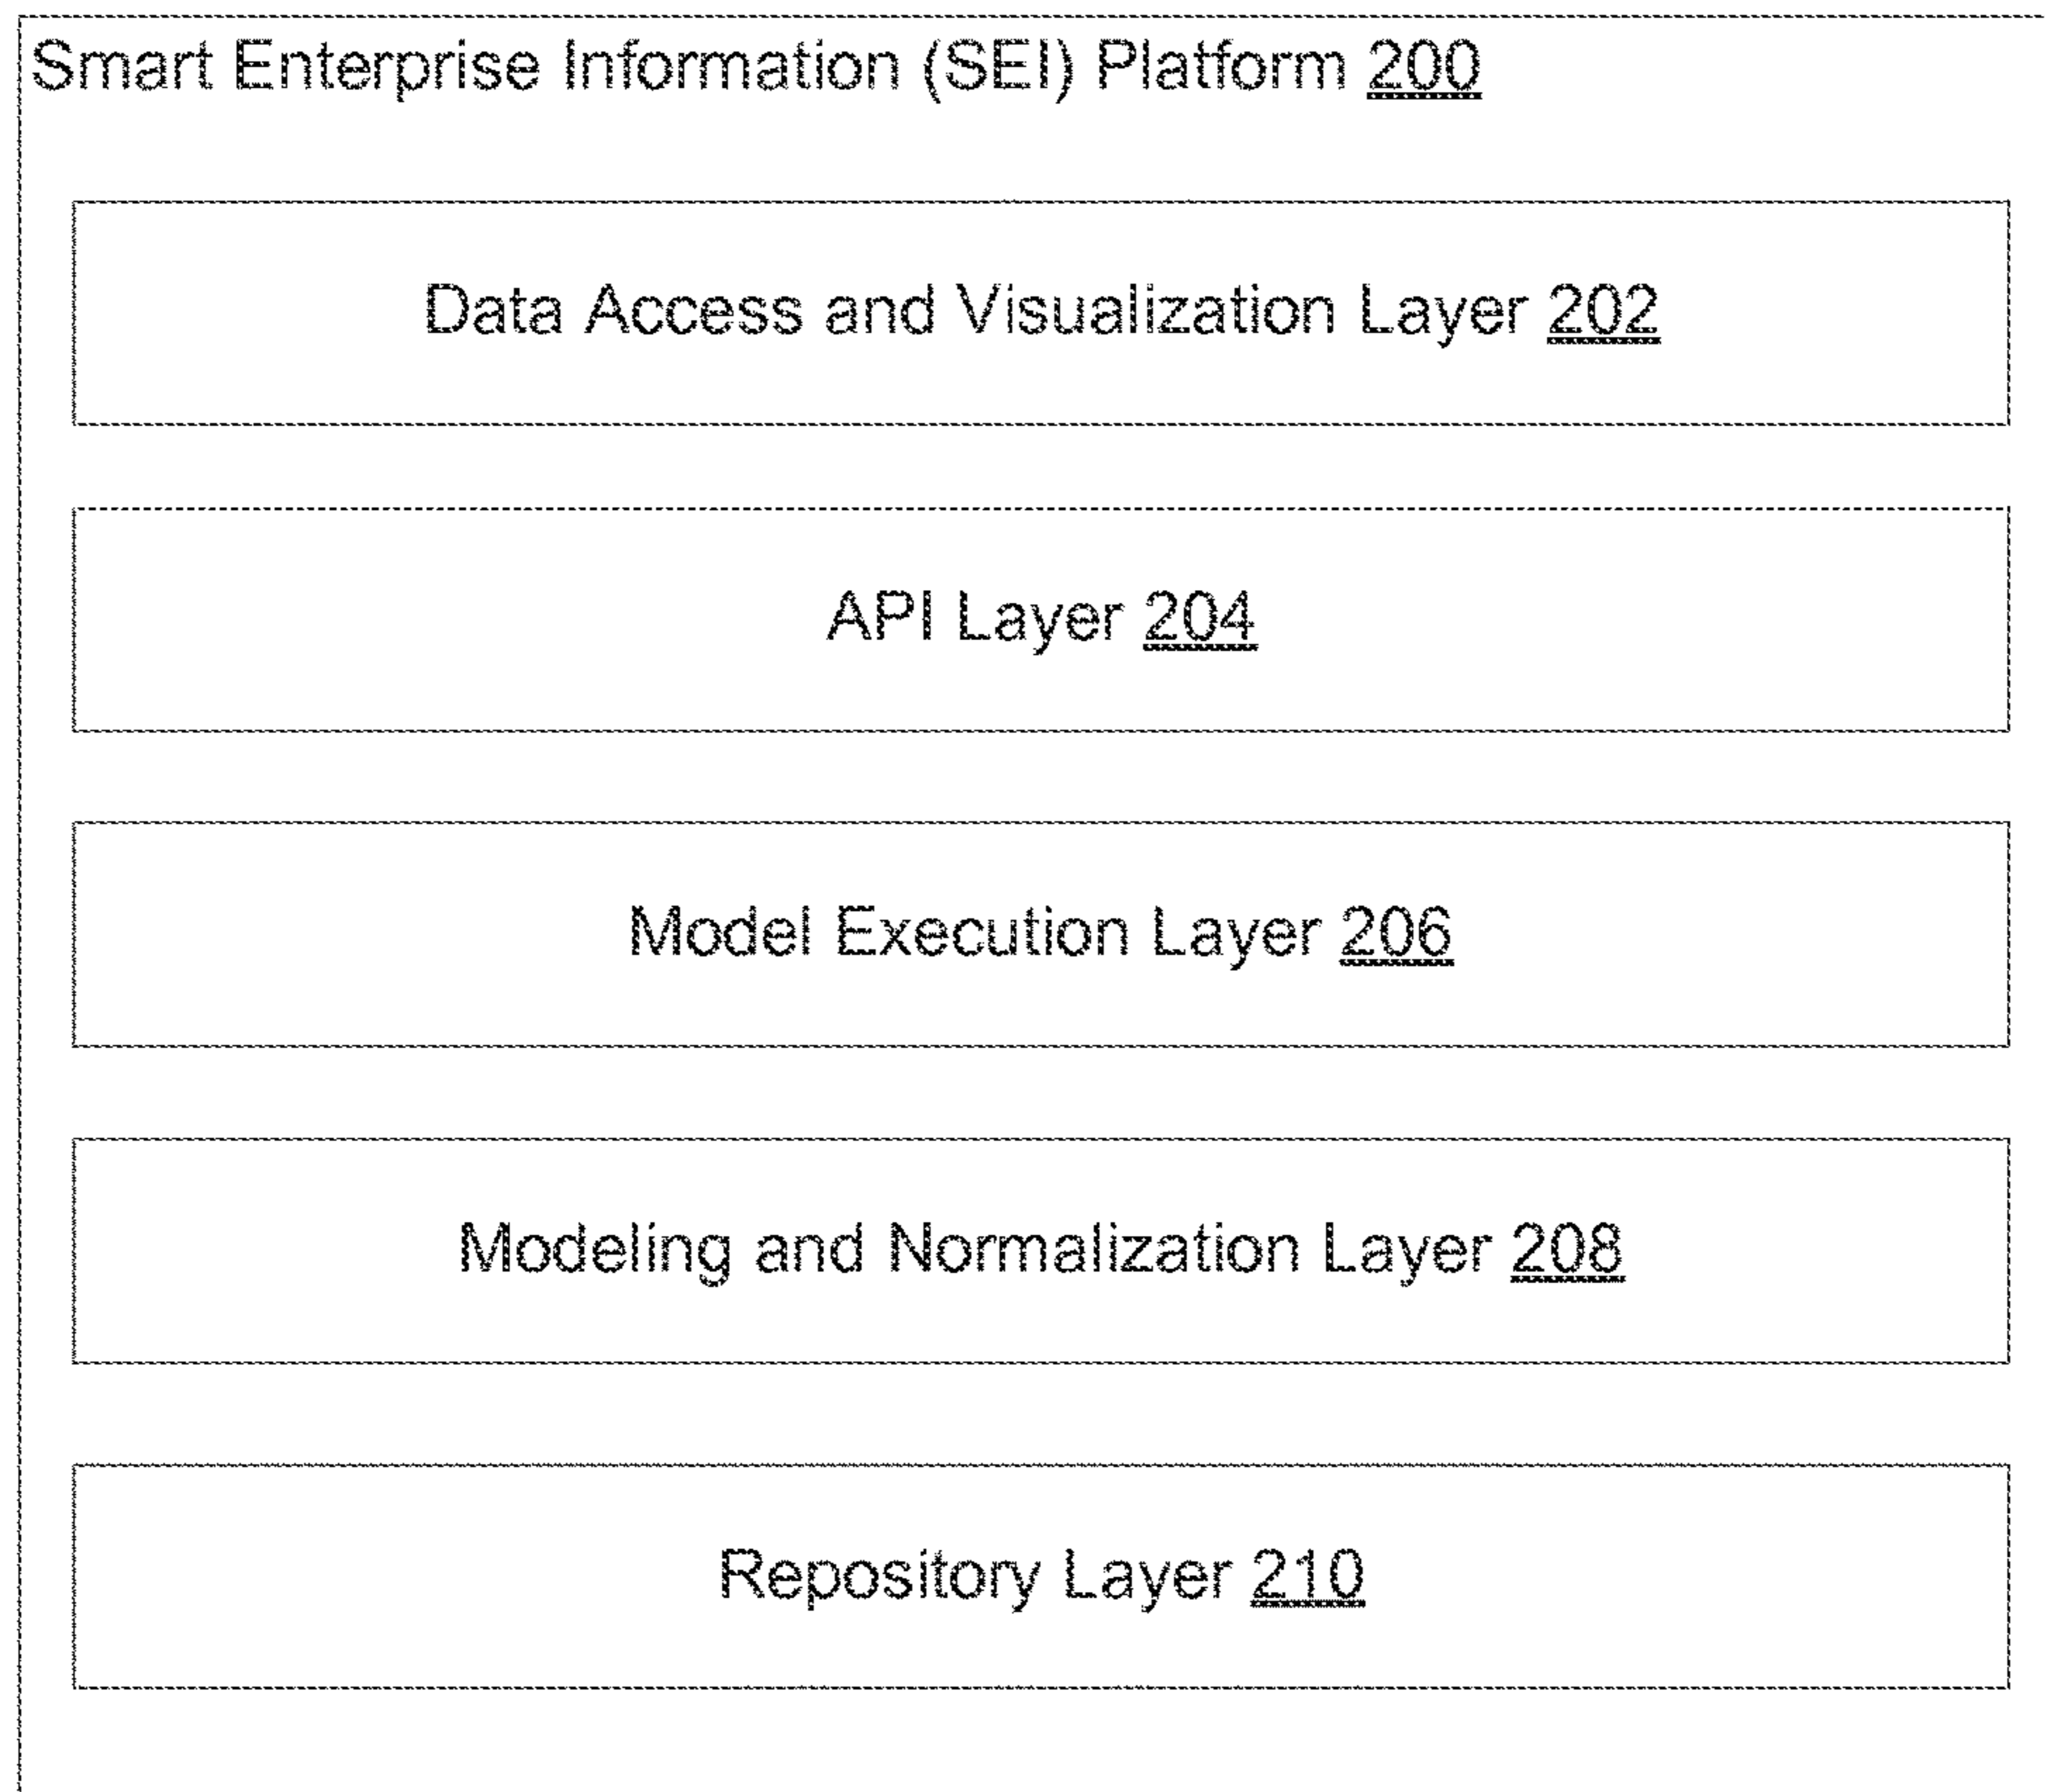 Smart Enterprise Information (SEI) Platform 200
Data Access and Visualization Layer 202
API Layer 204
Model Execution Layer 206
Modeling and Normalization Layer 208
Repository Layer 210